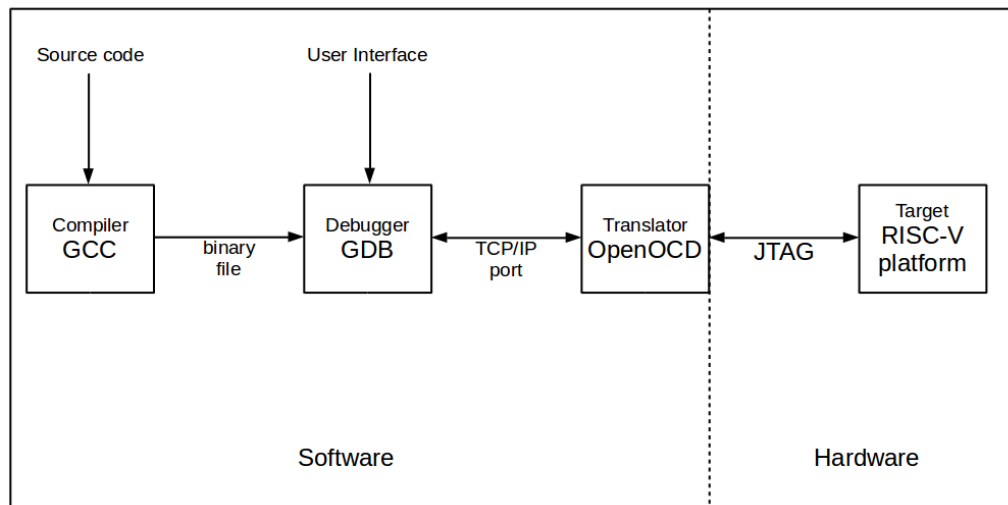 Source code
User Interface
Compiler
GCC
binary
file
Debugger
GDB
TCP/IP
port
Translator
OpenOCD
JTAG
Target
RISC-V
platform
Software
Hardware